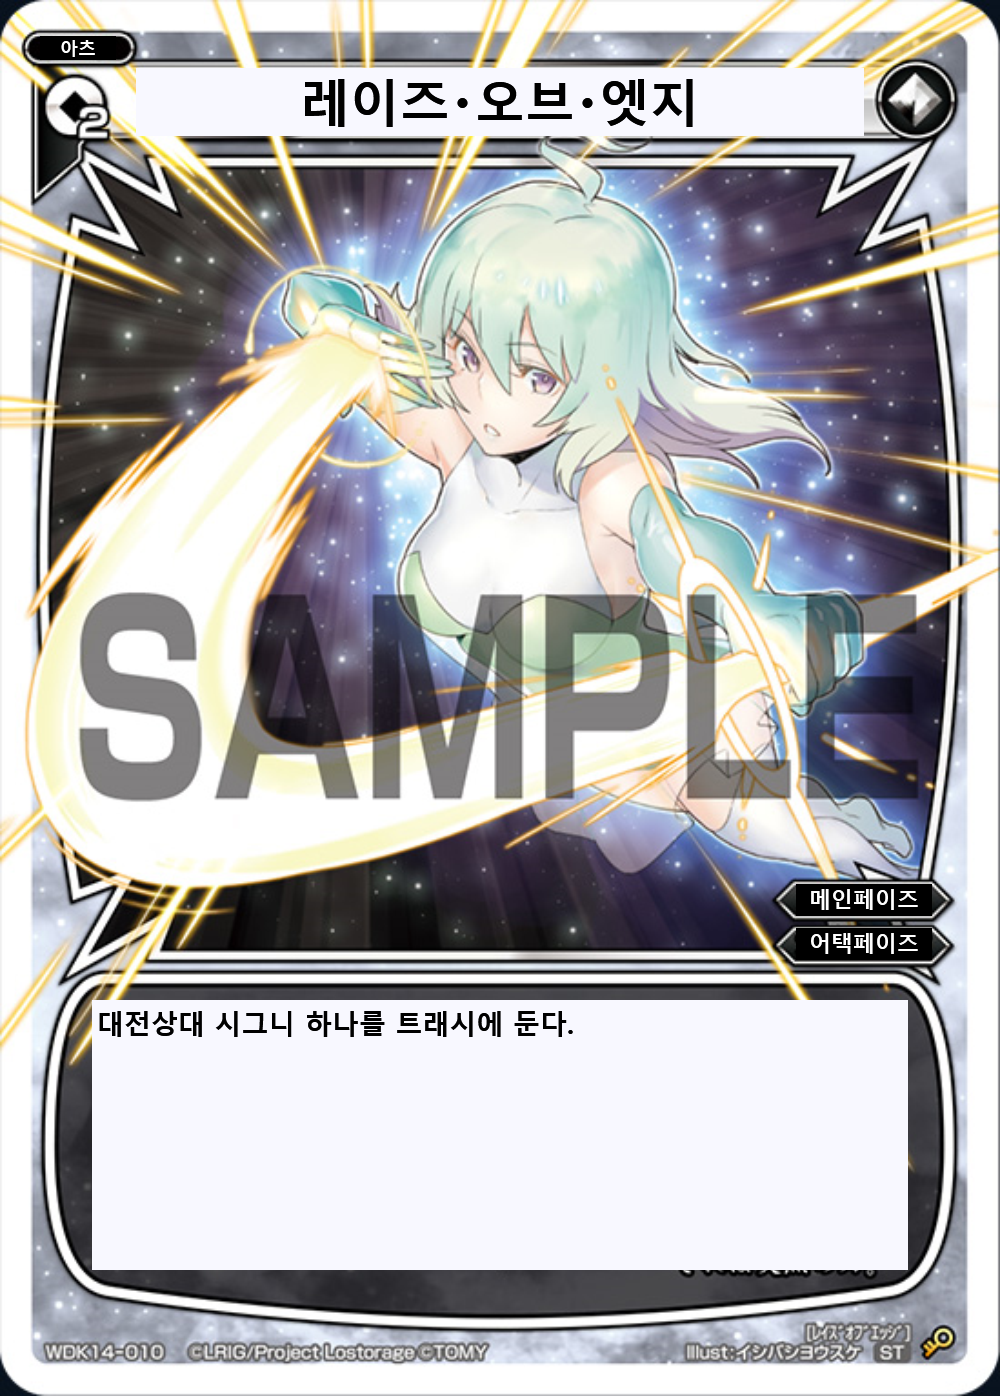 아츠
2
레이즈·오브·엣지
SAMPLE
메인페이즈
어택페이즈
대전상대 시그니 하나를 트래시에 둔다.
[レイズ オブ エッジ]
WDK14-010 ©LRIG/Project Lostorage ©TOMY Illust:イシバシヨウスケ ST